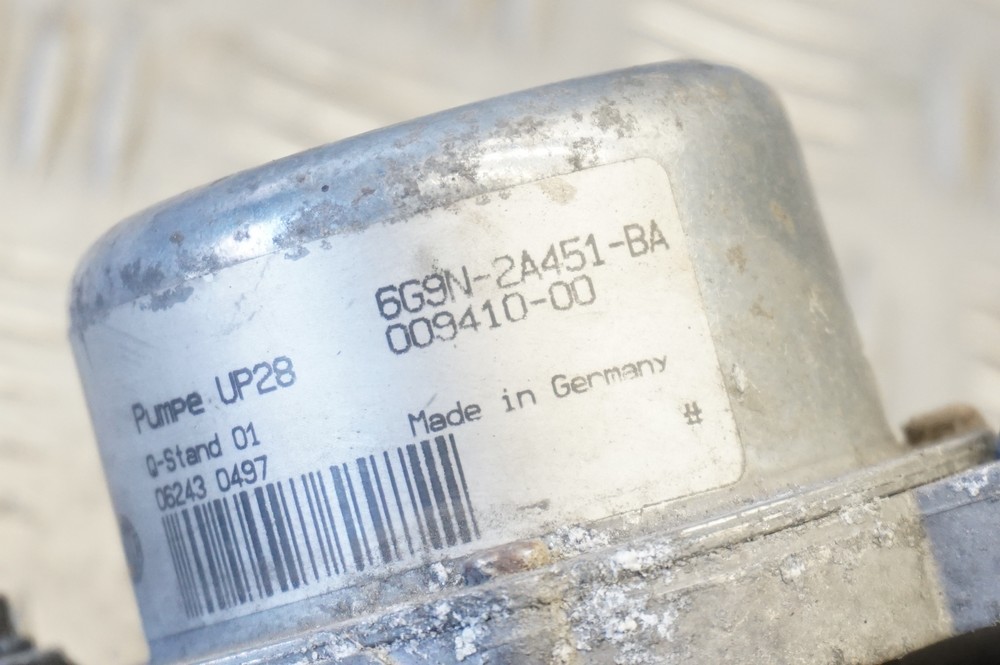 6G9N-2A451-BA
009410-00
Pumpe UP28
Made in Germany
Q-Stand 01
06243 0497
#